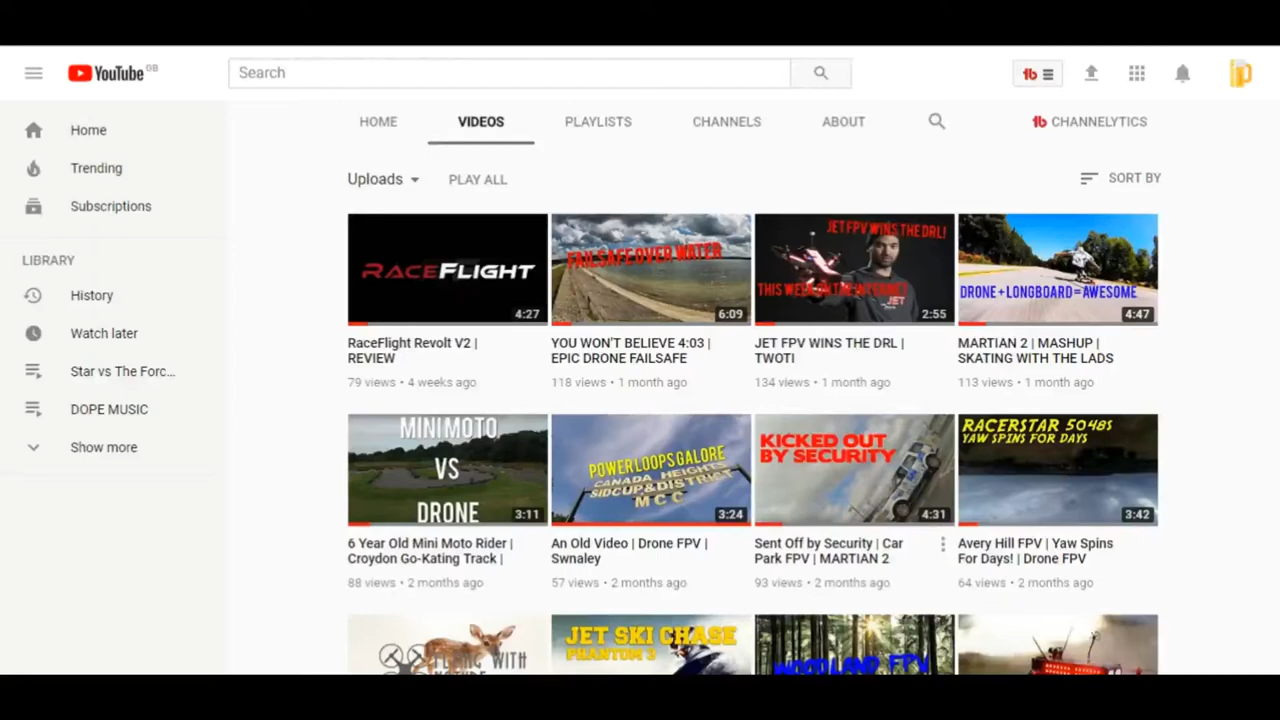 YouTube GB
Search
tb
Home
Trending
Subscriptions
LIBRARY
History
Watch later
Star vs The Forc...
DOPE MUSIC
Show more
HOME
VIDEOS
PLAYLISTS
CHANNELS
ABOUT
tb CHANNELYTICS
Uploads
PLAY ALL
SORT BY
RACEFLIGHT
4:27
RaceFlight Revolt V2 |
REVIEW
79 views • 4 weeks ago
FAILSAFE OVER WATER
6:09
YOU WON'T BELIEVE 4:03 |
EPIC DRONE FAILSAFE
118 views • 1 month ago
JET FPV WINS THE DRL!
THIS WEEK ON THE INTERNET
JET
2:55
JET FPV WINS THE DRL |
TWOTI
134 views • 1 month ago
DRONE + LONGBOARD = AWESOME
4:47
MARTIAN 2 | MASHUP |
SKATING WITH THE LADS
113 views • 1 month ago
MINI MOTO
VS
DRONE
3:11
6 Year Old Mini Moto Rider |
Croydon Go-Kating Track |
88 views • 2 months ago
POWER LOOPS GALORE
CANADA HEIGHTS
SIDCUP & DISTRICT
M C C
3:24
An Old Video | Drone FPV |
Swnaley
57 views • 2 months ago
KICKED OUT
BY SECURITY
4:31
Sent Off by Security | Car
Park FPV | MARTIAN 2
93 views • 2 months ago
RACERSTAR 5048S
YAW SPINS FOR DAYS
3:42
Avery Hill FPV | Yaw Spins
For Days! | Drone FPV
64 views • 2 months ago
FLYING WITH
JET SKI CHASE
PHANTOM 3
WOODLAND FPV